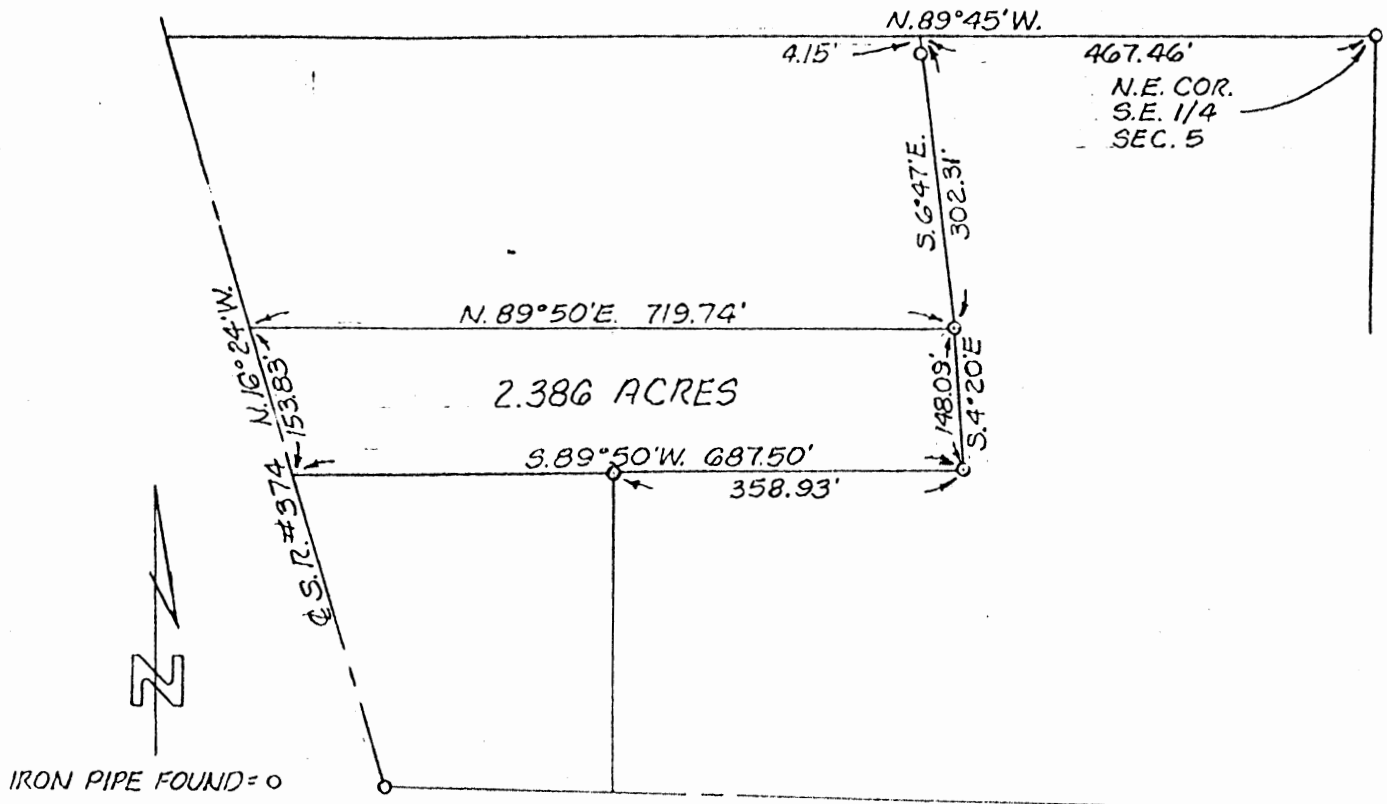 N.89°45'W.
4.15'
467.46'
N.E. COR.
S.E. 1/4
SEC. 5
S.6°47'E.
302.31'
N.89°50'E. 719.74'
N.16°24'W.
153.83'
2.386 ACRES
148.09'
S.4°20'E
S.89°50'W. 687.50'
358.93'
℄ S.R. #374
N
IRON PIPE FOUND=o